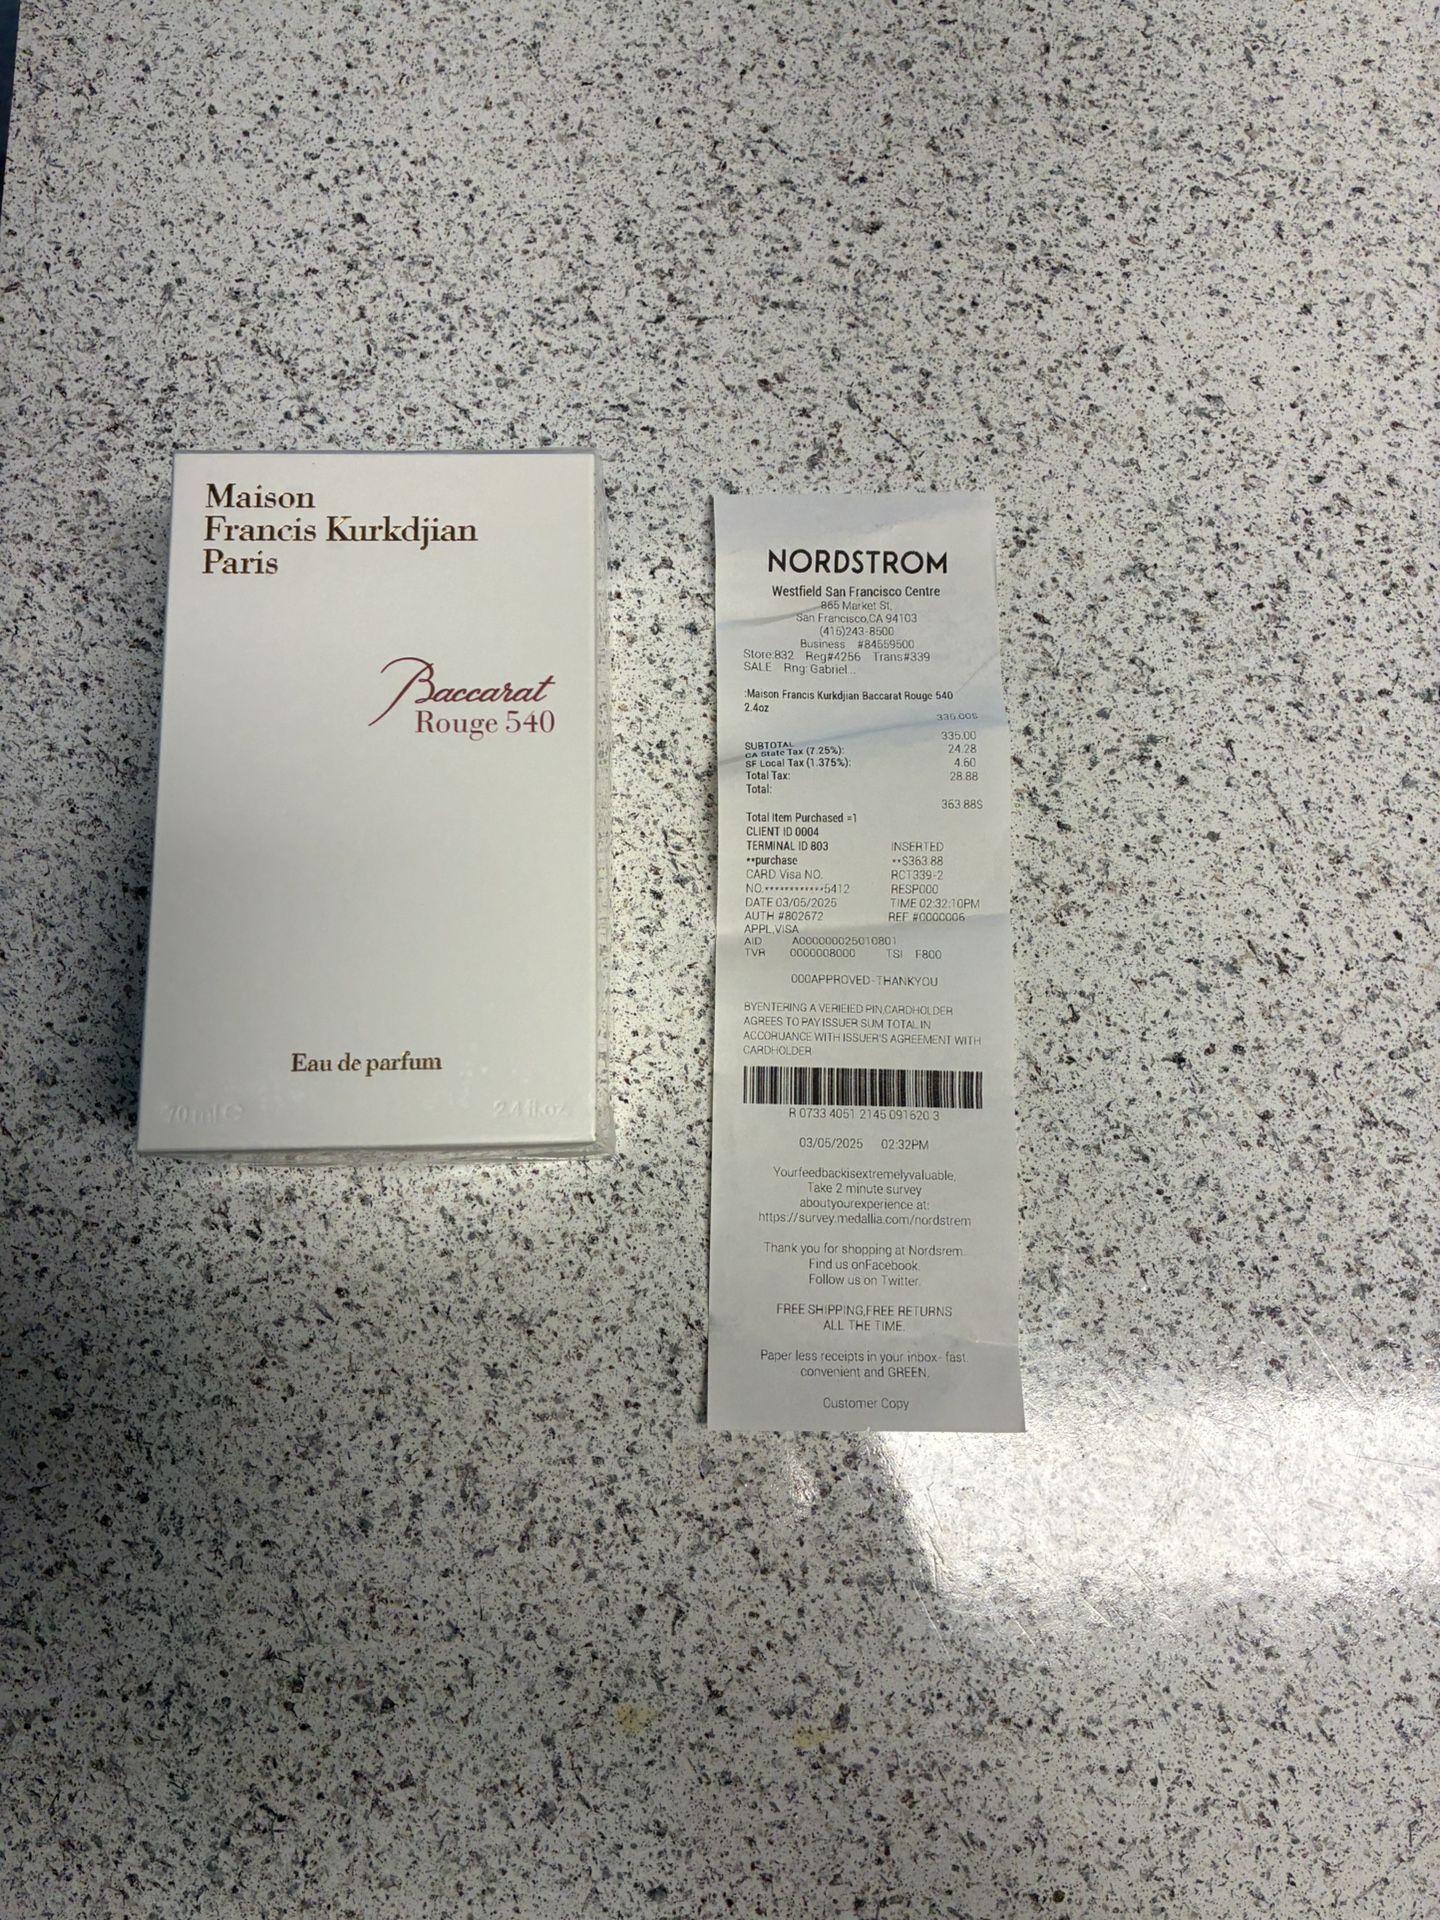 Maison
Francis Kurkdjian
Paris
Baccarat
Rouge 540
Eau de parfum
70 ml e
2.4 fl.oz.
NORDSTROM
Westfield San Francisco Centre
865 Market St,
San Francisco,CA 94103
(415)243-8500
Business #84559500
Store:832 Reg#4256 Trans#339
SALE Rng: Gabriel...
:Maison Francis Kurkdjian Baccarat Rouge 540
2.4oz
335.00$
SUBTOTAL 335.00
CA State Tax (7.25%): 24.28
SF Local Tax (1.375%): 4.60
Total Tax: 28.88
Total:
363.88$
Total Item Purchased =1
CLIENT ID 0004
TERMINAL ID 803 INSERTED
**purchase **$363.88
CARD Visa NO. RCT339-2
NO.************5412 RESP000
DATE 03/05/2025 TIME 02:32:10PM
AUTH #802672 REF #0000006
APPL,VISA
AID A000000025010801
TVR 0000008000 TSI F800
000APPROVED-THANKYOU
BYENTERING A VERIEIED PIN,CARDHOLDER
AGREES TO PAY ISSUER SUM TOTAL IN
ACCORUANCE WITH ISSUER'S AGREEMENT WITH
CARDHOLDER
R 0733 4051 2145 091620 3
03/05/2025 02:32PM
Yourfeedbackisextremelyvaluable,
Take 2 minute survey
aboutyourexperience at:
https://survey.medallia.com/nordstrem
Thank you for shopping at Nordsrem.
Find us onFacebook.
Follow us on Twitter.
FREE SHIPPING,FREE RETURNS
ALL THE TIME.
Paper less receipts in your inbox- fast.
convenient and GREEN.
Customer Copy